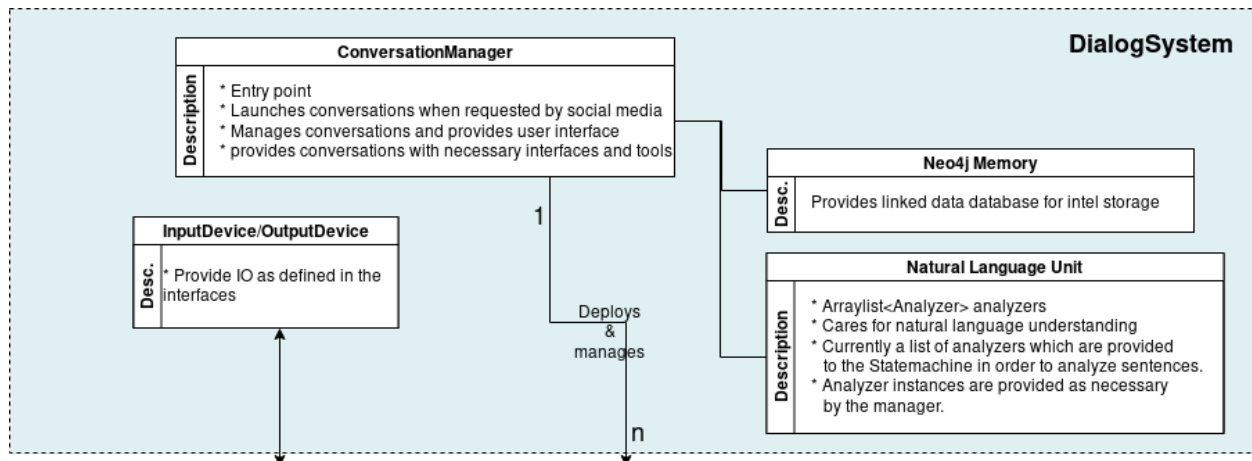 DialogSystem
ConversationManager
Description
* Entry point
* Launches conversations when requested by social media
* Manages conversations and provides user interface
* provides conversations with necessary interfaces and tools
Neo4j Memory
Desc.
Provides linked data database for intel storage
1
InputDevice/OutputDevice
Desc.
* Provide IO as defined in the
interfaces
Natural Language Unit
Description
* Arraylist<Analyzer> analyzers
* Cares for natural language understanding
* Currently a list of analyzers which are provided
to the Statemachine in order to analyze sentences.
* Analyzer instances are provided as necessary
by the manager.
Deploys
&
manages
n